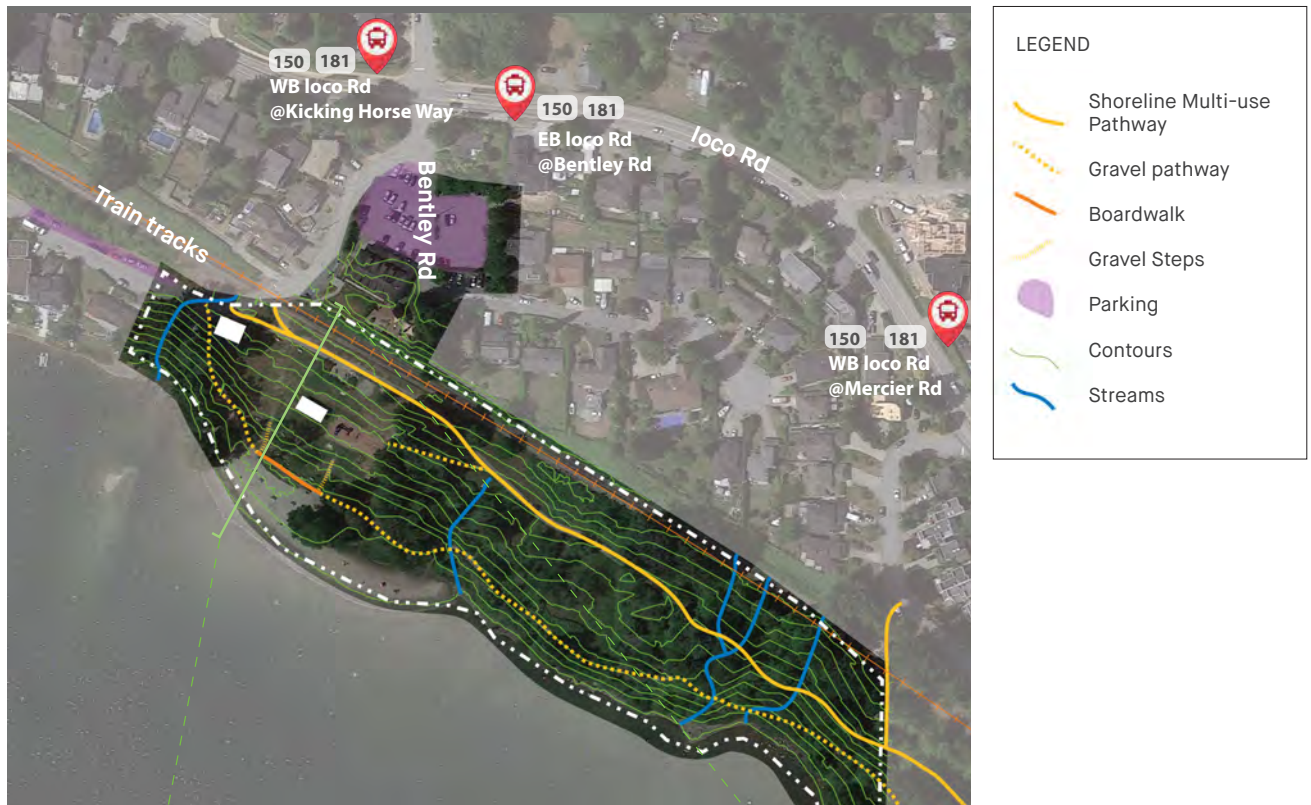 150 181
WB Ioco Rd
@Kicking Horse Way
150 181
EB Ioco Rd
@Bentley Rd
Ioco Rd
Bentley Rd
Train tracks
150 181
WB Ioco Rd
@Mercier Rd
LEGEND
Shoreline Multi-use
Pathway
Gravel pathway
Boardwalk
Gravel Steps
Parking
Contours
Streams